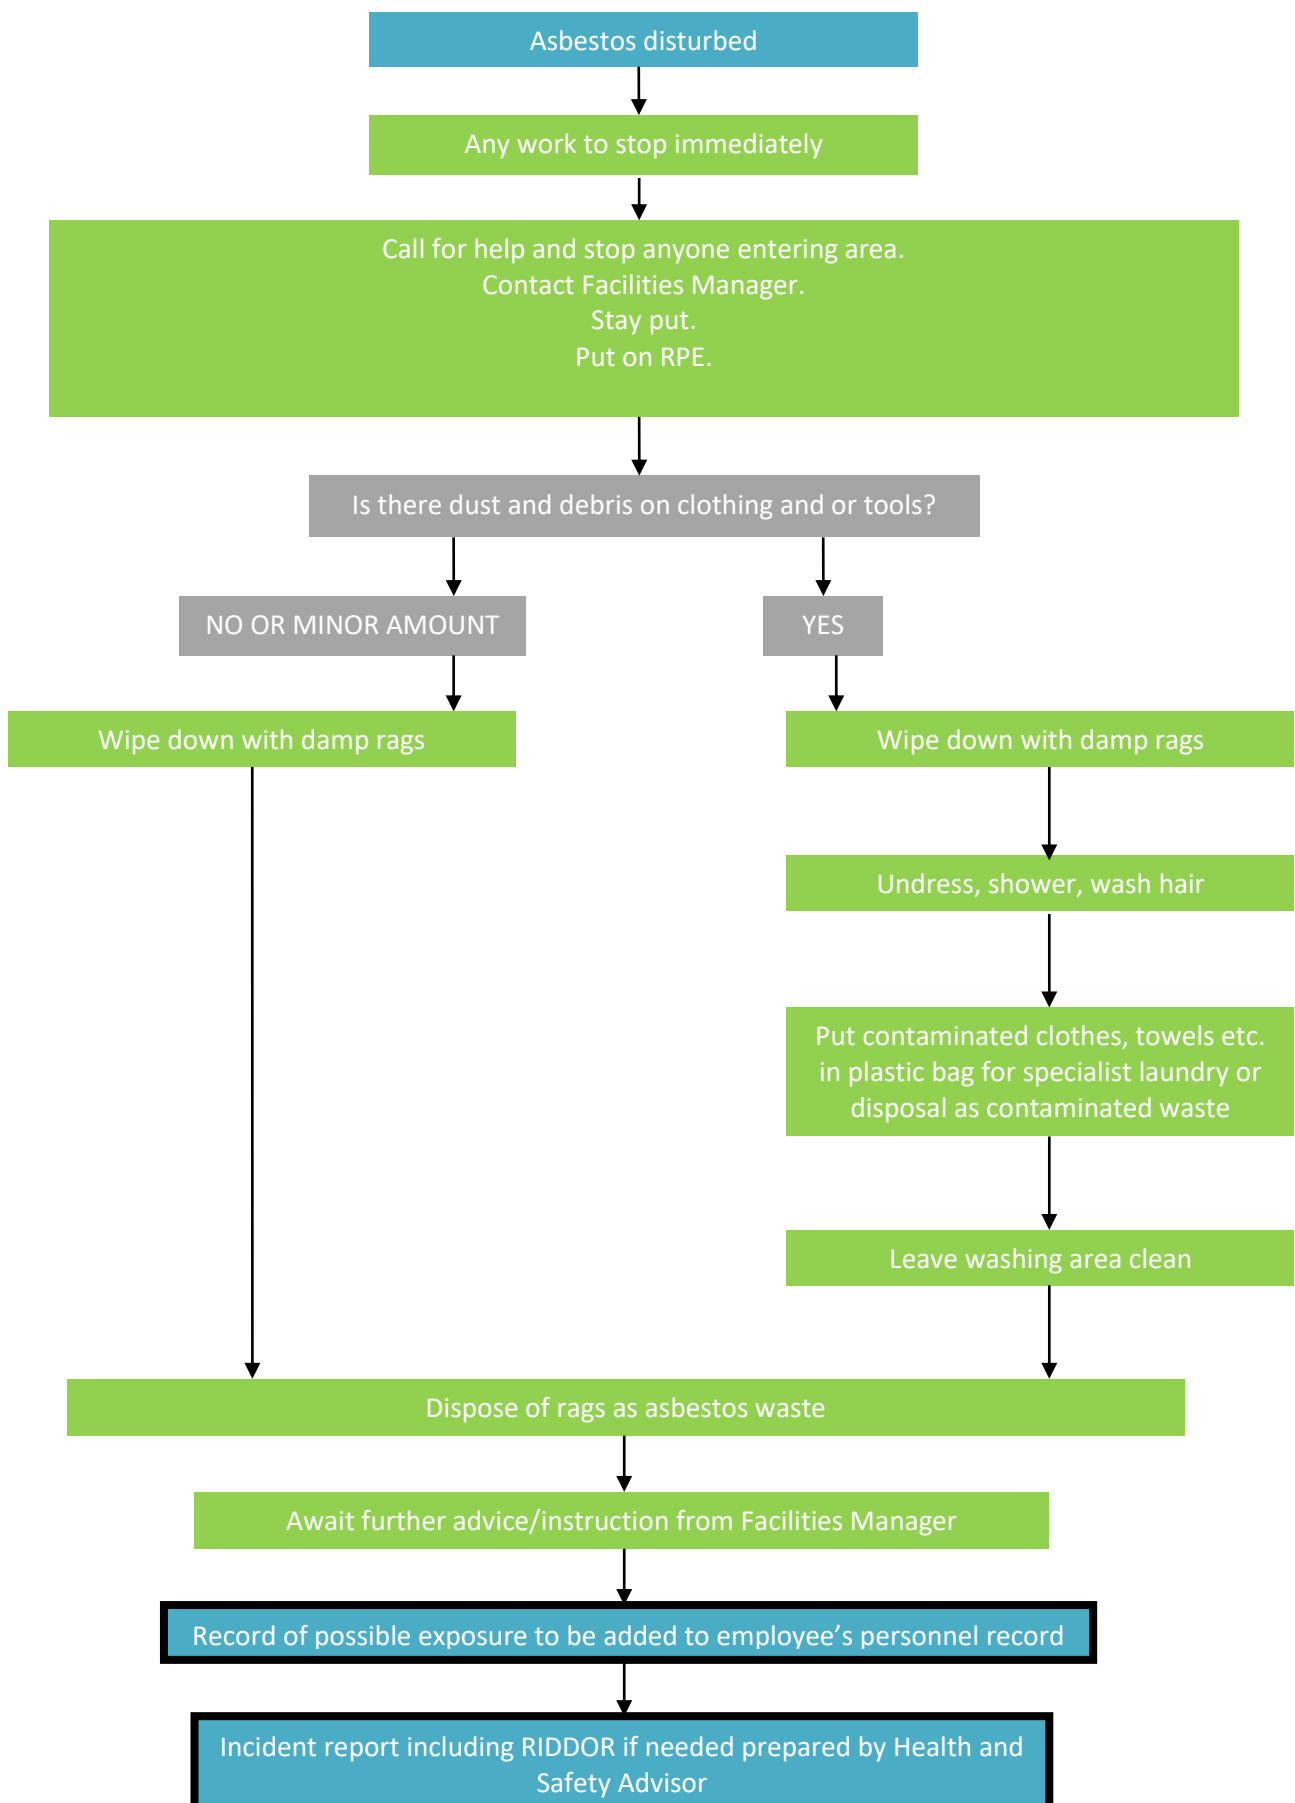 Asbestos disturbed
Any work to stop immediately
Call for help and stop anyone entering area.
Contact Facilities Manager.
Stay put.
Put on RPE.
Is there dust and debris on clothing and or tools?
NO OR MINOR AMOUNT
YES
Wipe down with damp rags
Wipe down with damp rags
Undress, shower, wash hair
Put contaminated clothes, towels etc.
in plastic bag for specialist laundry or
disposal as contaminated waste
Leave washing area clean
Dispose of rags as asbestos waste
Await further advice/instruction from Facilities Manager
Record of possible exposure to be added to employee’s personnel record
Incident report including RIDDOR if needed prepared by Health and
Safety Advisor